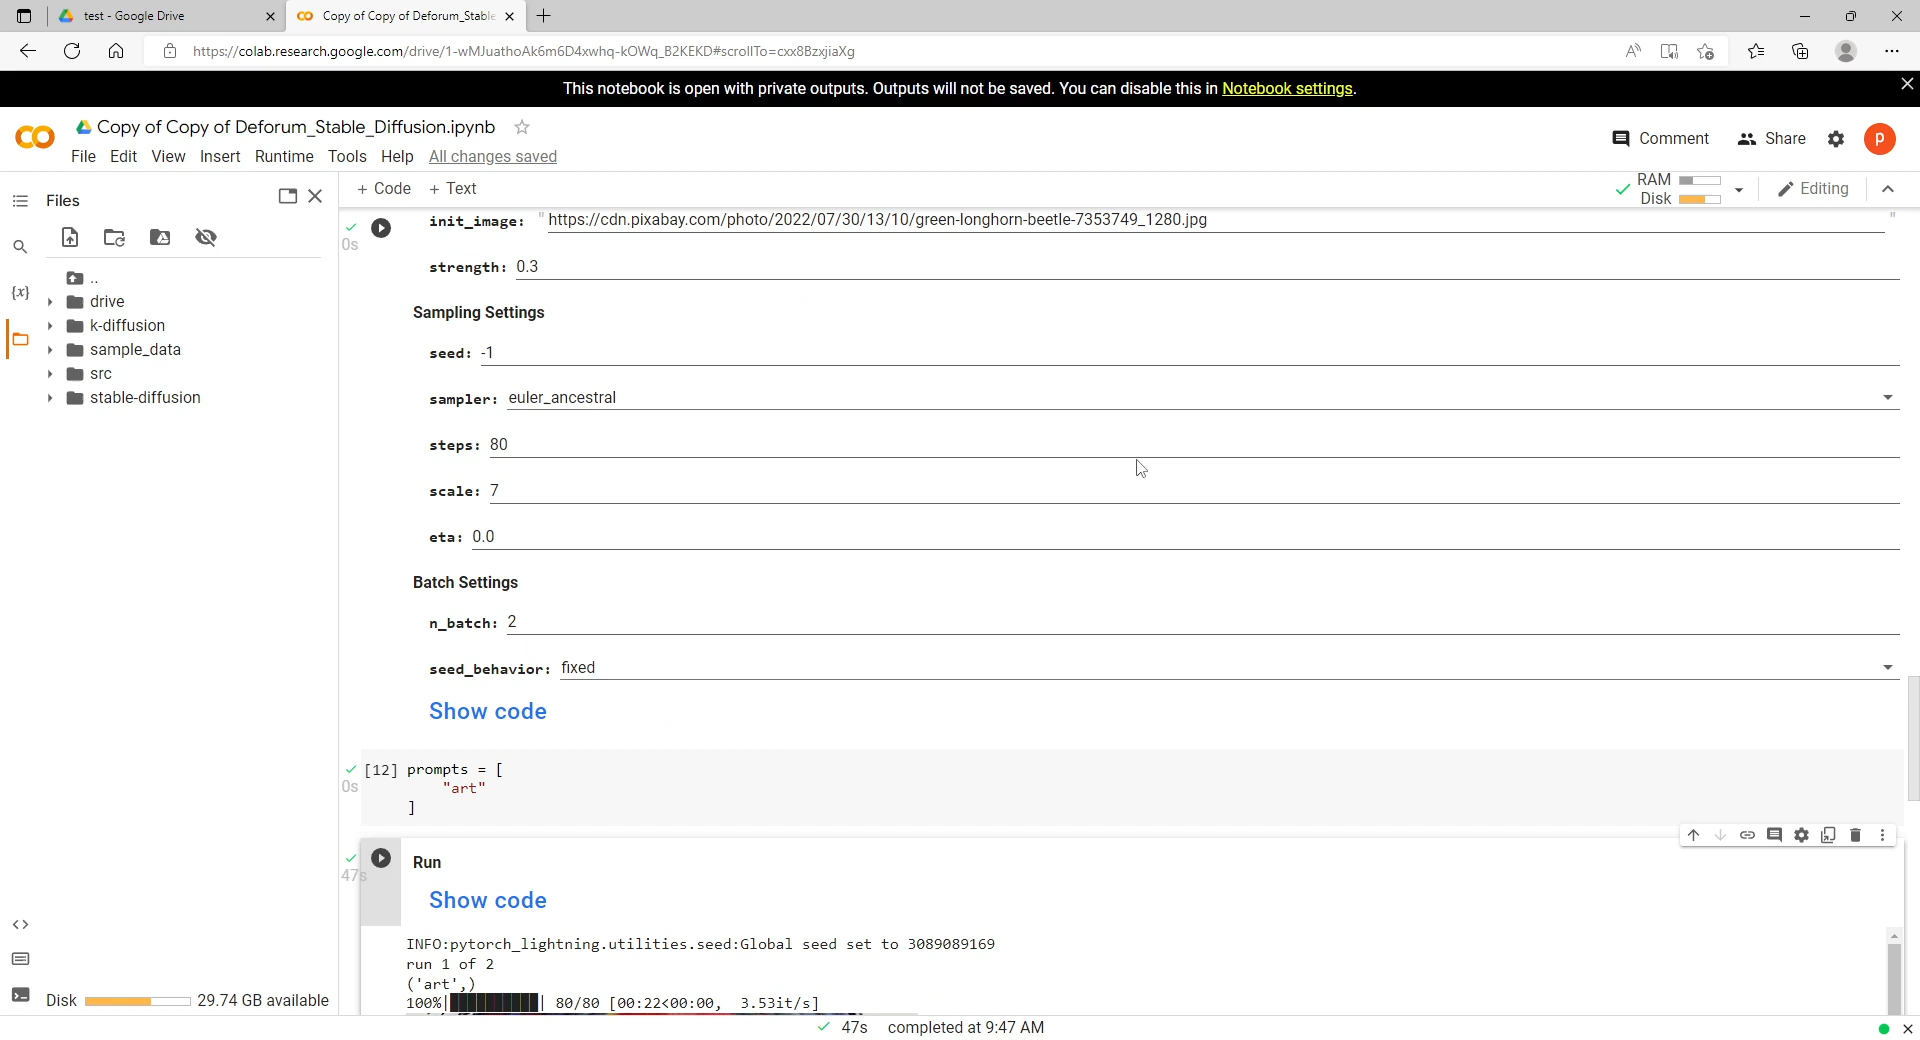 test - Google Drive
Copy of Copy of Deforum_Stable
https://colab.research.google.com/drive/1-wMJuathoAk6m6D4xwhq-kOWq_B2KEKD#scrollTo=cxx8BzxjiaXg
This notebook is open with private outputs. Outputs will not be saved. You can disable this in Notebook settings.
Copy of Copy of Deforum_Stable_Diffusion.ipynb
Comment
Share
P
File Edit View Insert Runtime Tools Help All changes saved
Files
+ Code + Text
RAM
Disk
Editing
..
drive
k-diffusion
sample_data
src
stable-diffusion
{x}
0s
init_image: "https://cdn.pixabay.com/photo/2022/07/30/13/10/green-longhorn-beetle-7353749_1280.jpg"
strength: 0.3
Sampling Settings
seed: -1
sampler: euler_ancestral
steps: 80
scale: 7
eta: 0.0
Batch Settings
n_batch: 2
seed_behavior: fixed
Show code
[12] prompts = [
0s
"art"
]
Run
47s
Show code
INFO:pytorch_lightning.utilities.seed:Global seed set to 3089089169
run 1 of 2
('art',)
100%|██████████| 80/80 [00:22<00:00, 3.53it/s]
Disk 29.74 GB available
47s completed at 9:47 AM